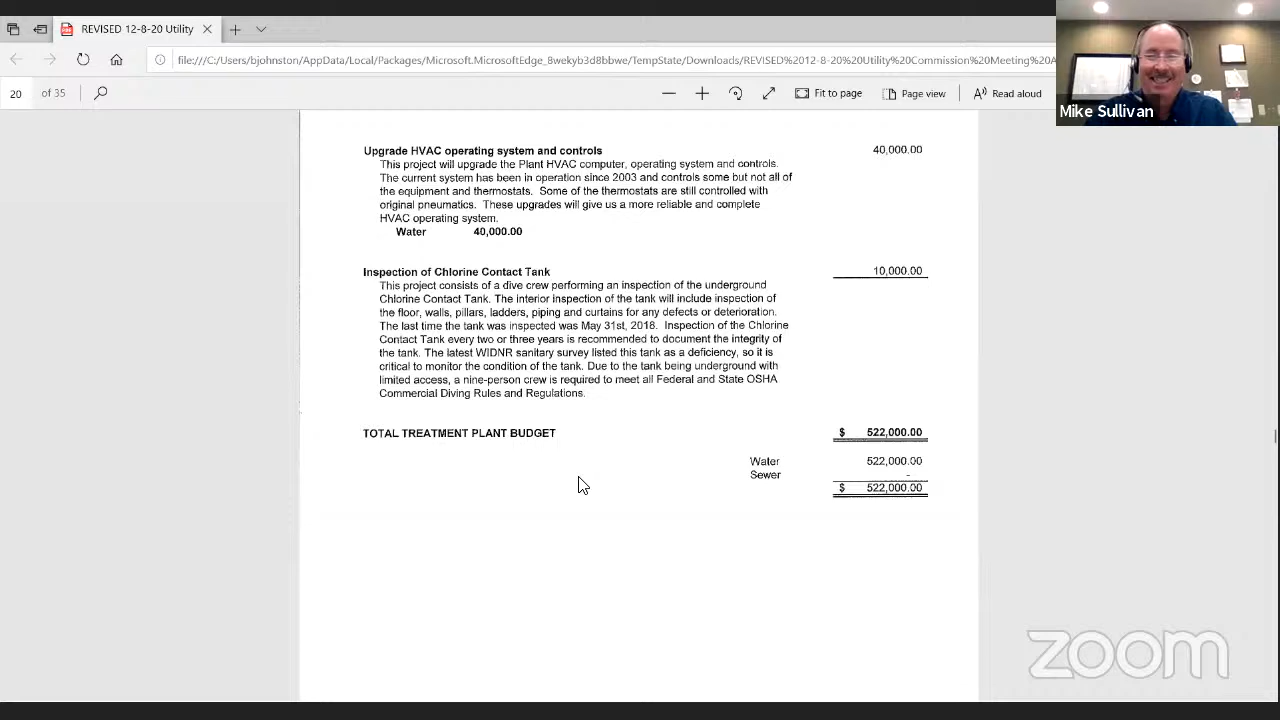 REVISED 12-8-20 Utility
file:///C:/Users/bjohnston/AppData/Local/Packages/Microsoft.MicrosoftEdge_8wekyb3d8bbwe/TempState/Downloads/REVISED%2012-8-20%20Utility%20Commission%20Meeting%20A
20 of 35
Fit to page
Page view
Read aloud
Mike Sullivan
Upgrade HVAC operating system and controls 40,000.00
This project will upgrade the Plant HVAC computer, operating system and controls.
The current system has been in operation since 2003 and controls some but not all of
the equipment and thermostats. Some of the thermostats are still controlled with
original pneumatics. These upgrades will give us a more reliable and complete
HVAC operating system.
Water 40,000.00
Inspection of Chlorine Contact Tank 10,000.00
This project consists of a dive crew performing an inspection of the underground
Chlorine Contact Tank. The interior inspection of the tank will include inspection of
the floor, walls, pillars, ladders, piping and curtains for any defects or deterioration.
The last time the tank was inspected was May 31st, 2018. Inspection of the Chlorine
Contact Tank every two or three years is recommended to document the integrity of
the tank. The latest WIDNR sanitary survey listed this tank as a deficiency, so it is
critical to monitor the condition of the tank. Due to the tank being underground with
limited access, a nine-person crew is required to meet all Federal and State OSHA
Commercial Diving Rules and Regulations.
TOTAL TREATMENT PLANT BUDGET $ 522,000.00
Water 522,000.00
Sewer -
$ 522,000.00
zoom